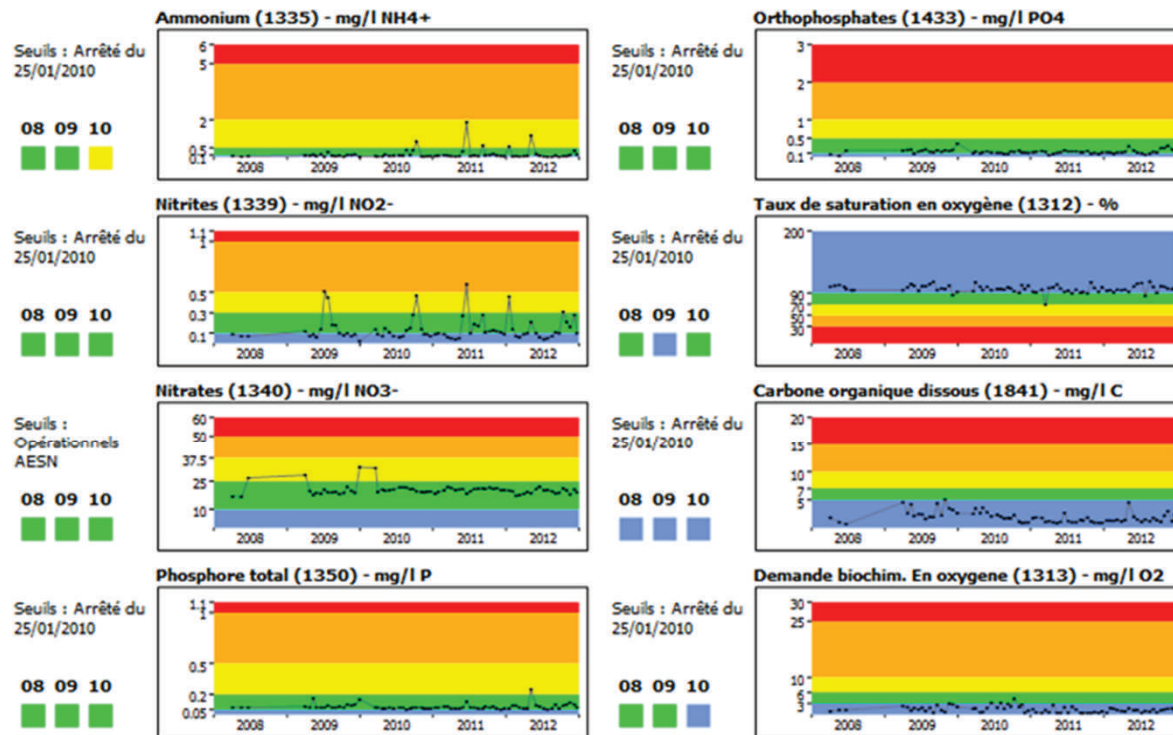 Ammonium (1335) - mg/l NH4+
Seuils : Arrêté du
25/01/2010
08 09 10
6
5
2
0.5
0.1
2008 2009 2010 2011 2012
Orthophosphates (1433) - mg/l PO4
Seuils : Arrêté du
25/01/2010
08 09 10
3
2
1
0.5
0.1
2008 2009 2010 2011 2012
Nitrites (1339) - mg/l NO2-
Seuils : Arrêté du
25/01/2010
08 09 10
1.1
1
0.5
0.3
0.1
2008 2009 2010 2011 2012
Taux de saturation en oxygène (1312) - %
Seuils : Arrêté du
25/01/2010
08 09 10
200
90
70
50
30
2008 2009 2010 2011 2012
Nitrates (1340) - mg/l NO3-
Seuils :
Opérationnels
AESN
08 09 10
60
50
37.5
25
10
2008 2009 2010 2011 2012
Carbone organique dissous (1841) - mg/l C
Seuils : Arrêté du
25/01/2010
08 09 10
20
15
10
7
5
2008 2009 2010 2011 2012
Phosphore total (1350) - mg/l P
Seuils : Arrêté du
25/01/2010
08 09 10
1.1
1
0.5
0.2
0.05
2008 2009 2010 2011 2012
Demande biochim. En oxygene (1313) - mg/l O2
Seuils : Arrêté du
25/01/2010
08 09 10
30
25
10
6
3
2008 2009 2010 2011 2012